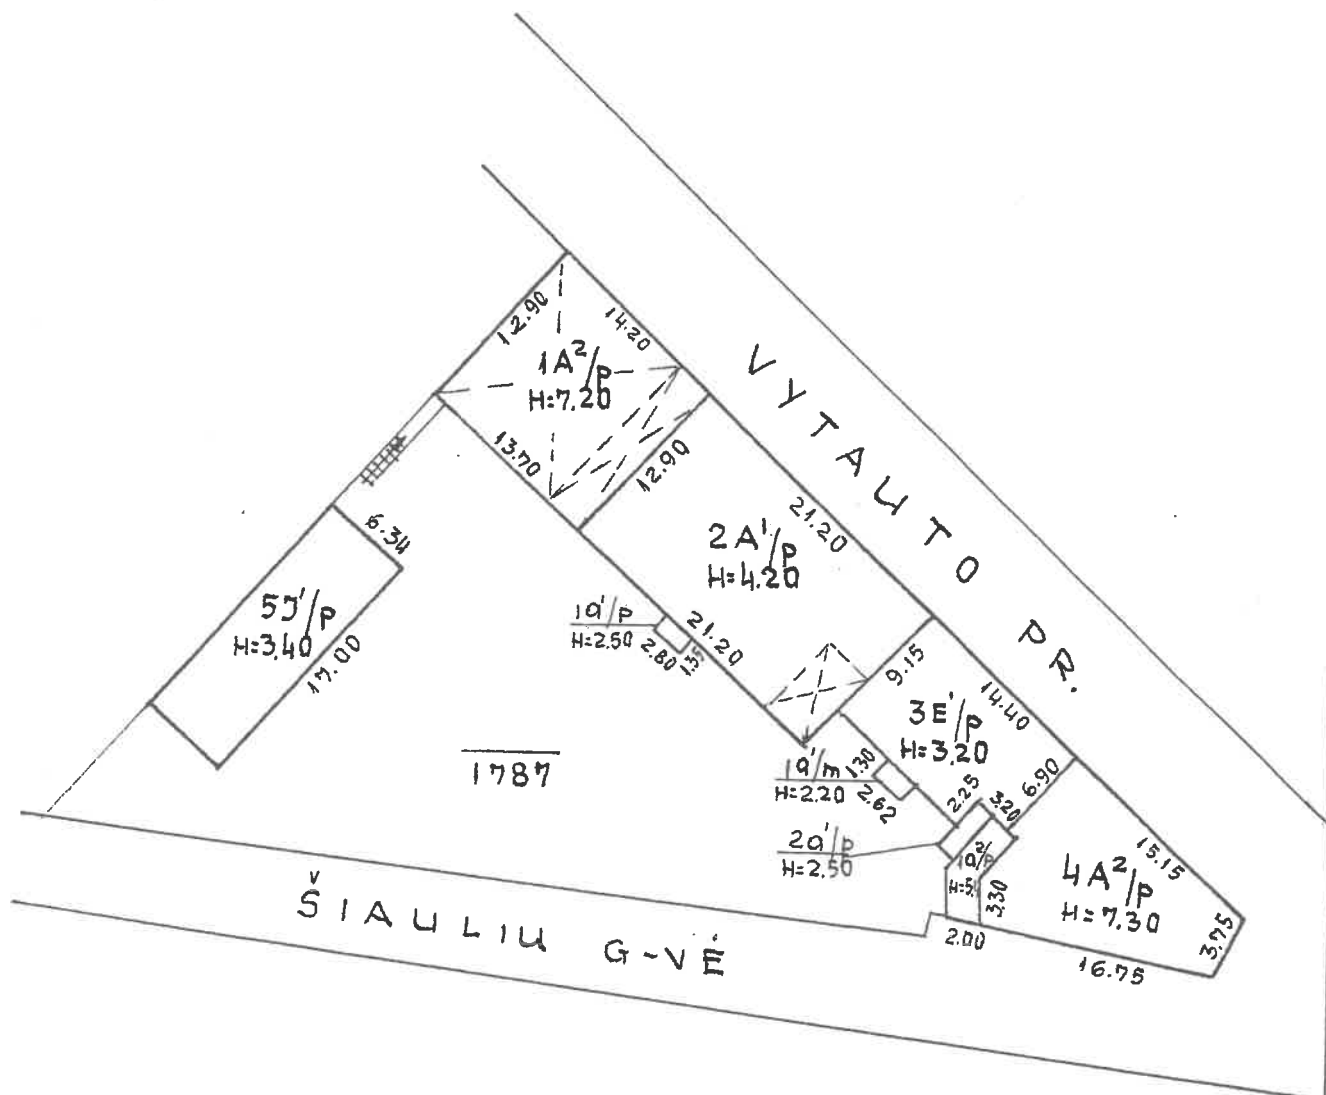 12.90
14.20
1A²/p
H=7.20
13.70
12.90
VYTAUTO PR.
21.20
2A¹/p
H=4.20
6.34
5J¹/p
H=3.40
17.00
1a¹/p
H=2.50
2.80
1.55
21.20
9.15
14.40
3E¹/p
H=3.20
1787
1a¹/m
H=2.20
1.30
2.62
2.25
3.20
6.90
2a¹/p
H=2.50
1a²/p
3.30
15.15
4A²/p
H=7.30
3.75
2.00
16.75
ŠIAULIU G-VĖ